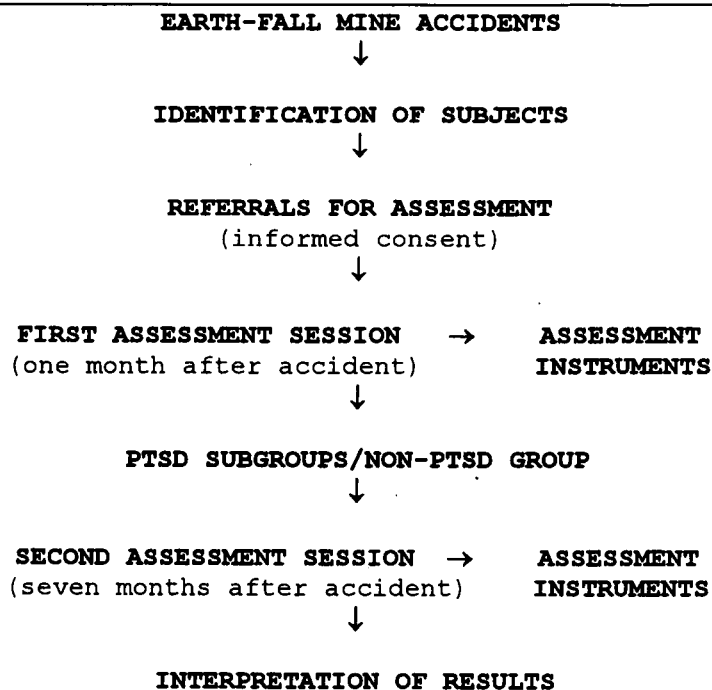 EARTH-FALL MINE ACCIDENTS
↓
IDENTIFICATION OF SUBJECTS
↓
REFERRALS FOR ASSESSMENT
(informed consent)
↓
FIRST ASSESSMENT SESSION → ASSESSMENT
(one month after accident) INSTRUMENTS
↓
PTSD SUBGROUPS/NON-PTSD GROUP
↓
SECOND ASSESSMENT SESSION → ASSESSMENT
(seven months after accident) INSTRUMENTS
↓
INTERPRETATION OF RESULTS